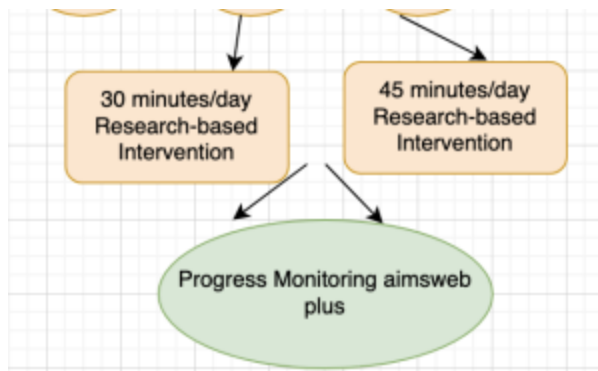 30 minutes/day
Research-based
Intervention
45 minutes/day
Research-based
Intervention
Progress Monitoring aimsweb
plus